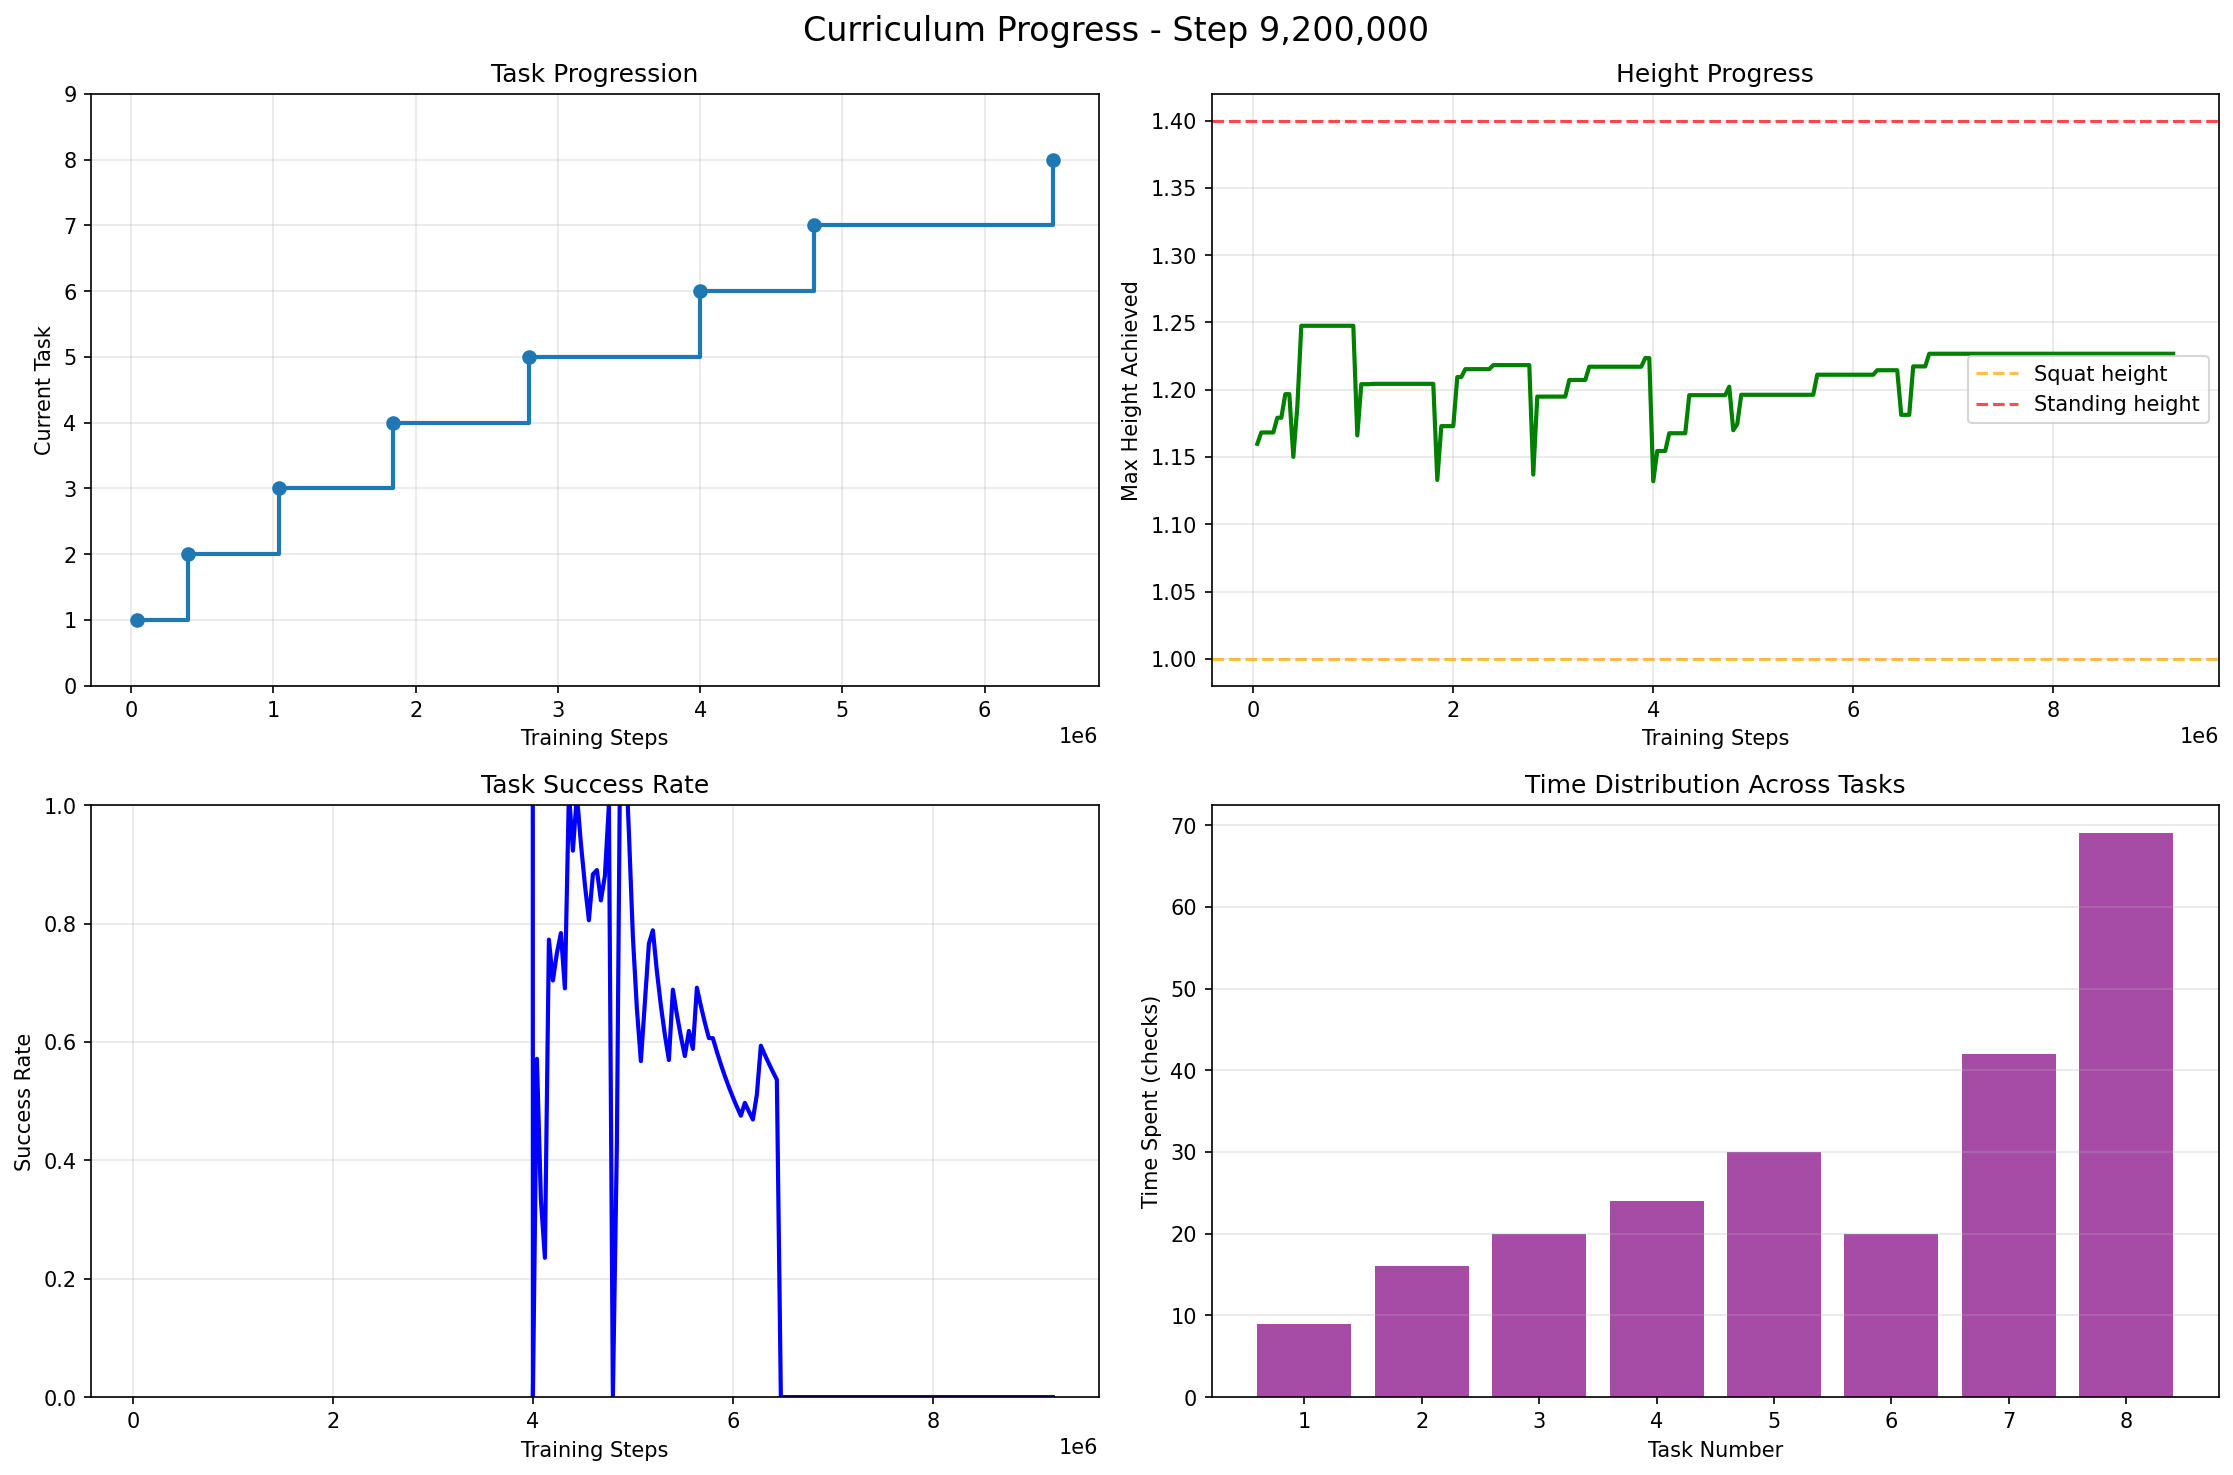 Curriculum Progress - Step 9,200,000
Task Progression
Current Task
9
8
7
6
5
4
3
2
1
0
0 1 2 3 4 5 6
Training Steps
1e6
Height Progress
Max Height Achieved
1.40
1.35
1.30
1.25
1.20
1.15
1.10
1.05
1.00
Squat height
Standing height
0 2 4 6 8
Training Steps
1e6
Task Success Rate
Success Rate
1.0
0.8
0.6
0.4
0.2
0.0
0 2 4 6 8
Training Steps
1e6
Time Distribution Across Tasks
Time Spent (checks)
70
60
50
40
30
20
10
0
1 2 3 4 5 6 7 8
Task Number